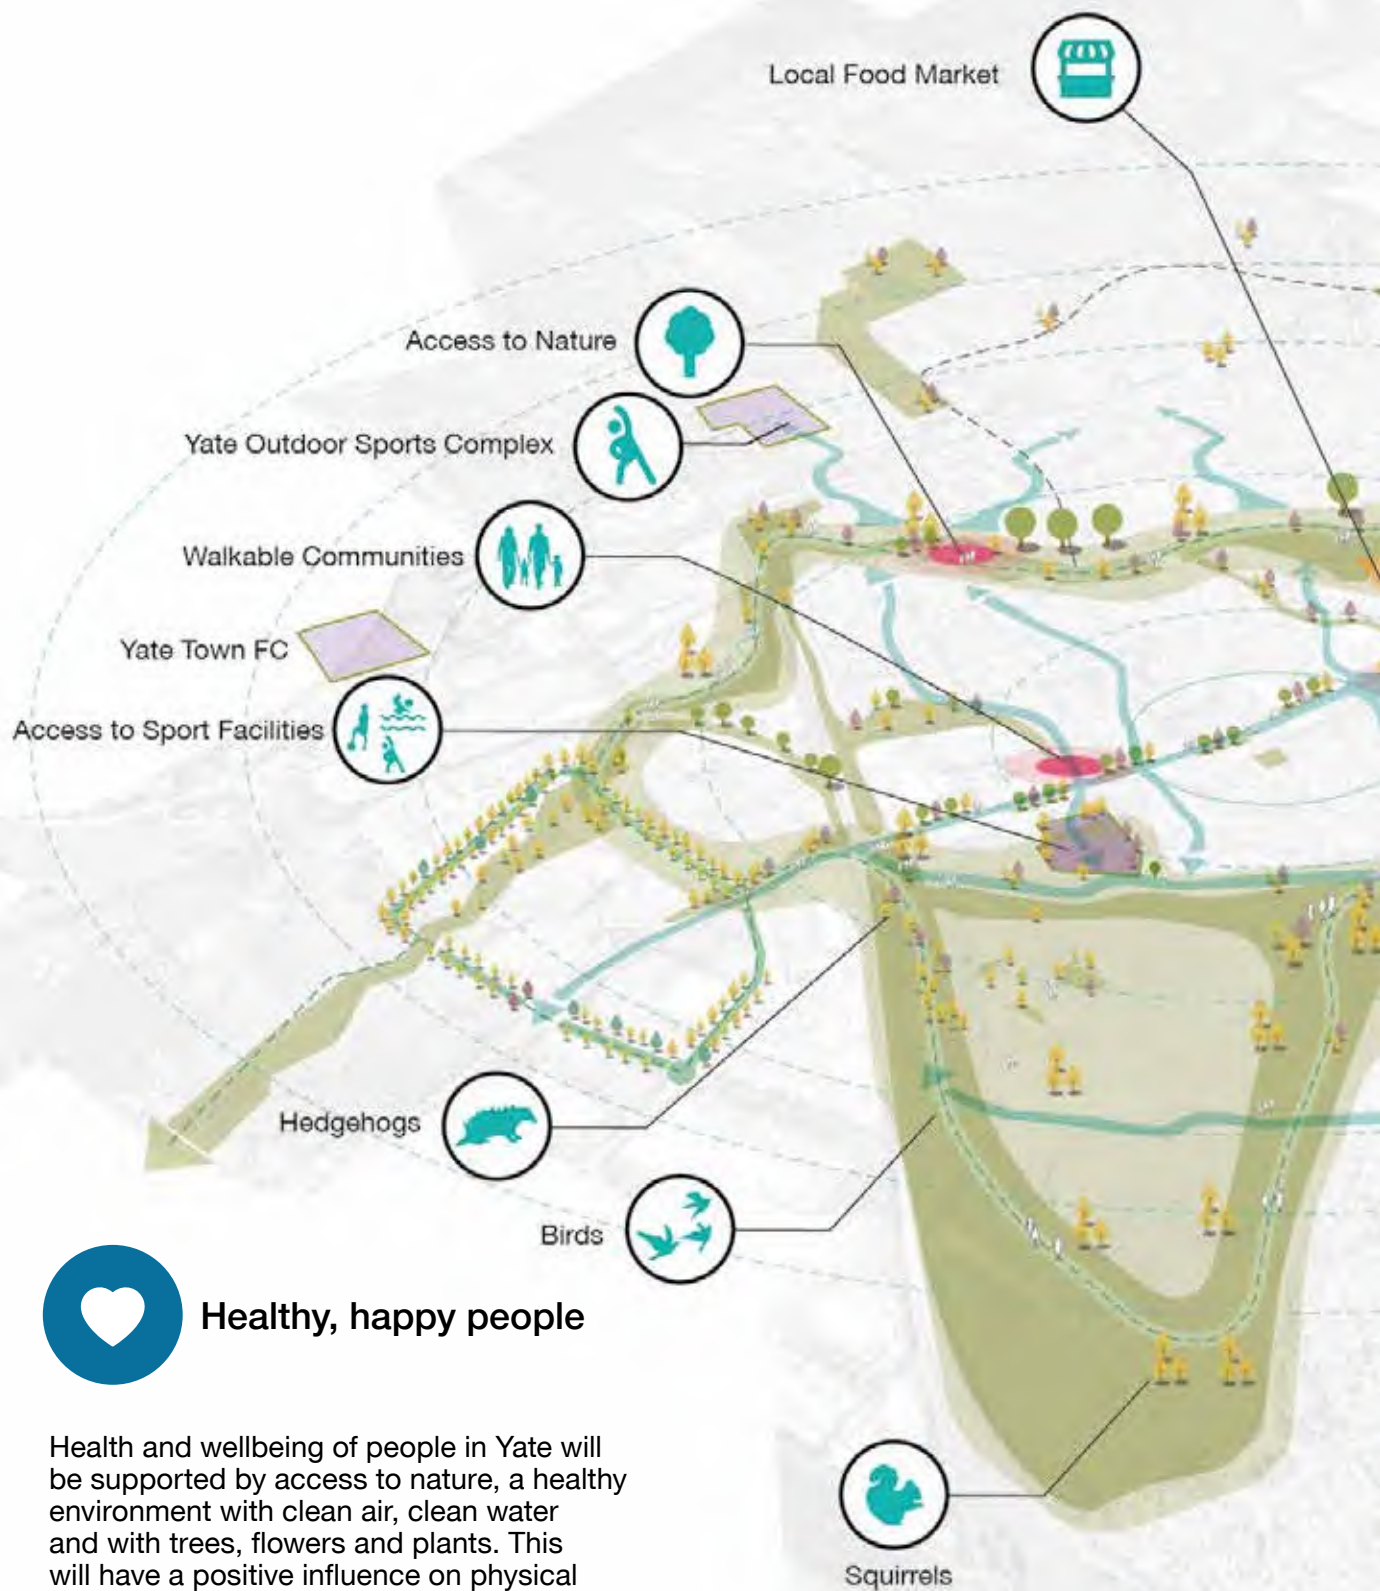 Local Food Market
Access to Nature
Yate Outdoor Sports Complex
Walkable Communities
Yate Town FC
Access to Sport Facilities
Hedgehogs
Birds
Healthy, happy people
Health and wellbeing of people in Yate will
be supported by access to nature, a healthy
environment with clean air, clean water
and with trees, flowers and plants. This
will have a positive influence on physical
Squirrels